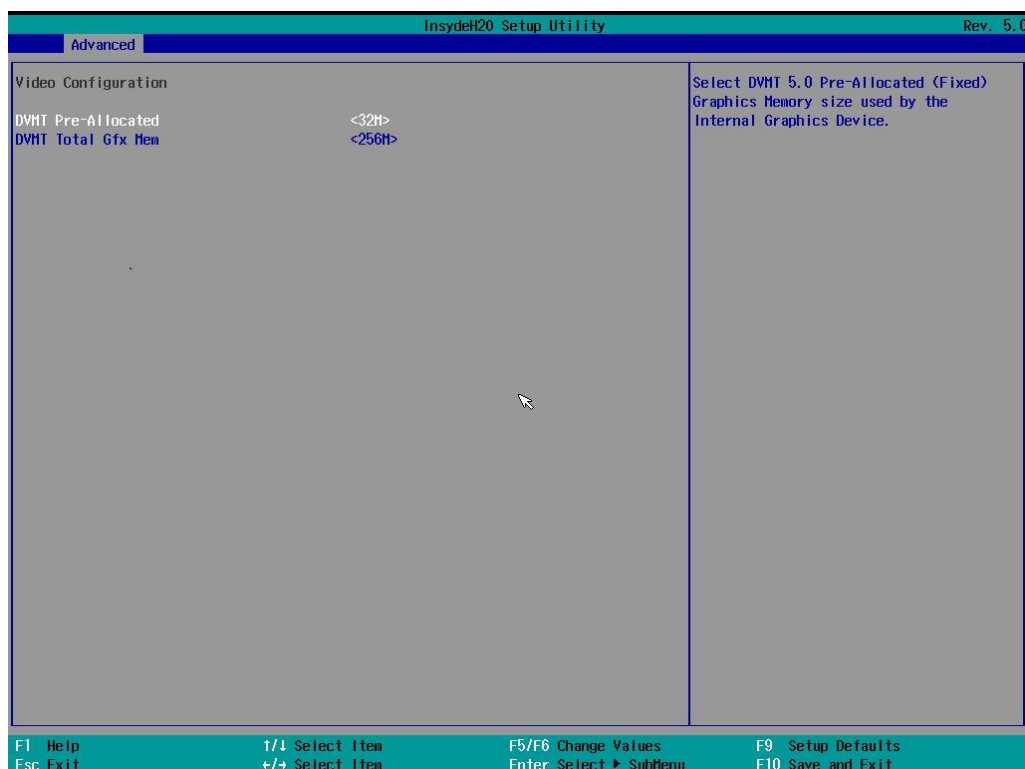 InsydeH20 Setup Utility Rev. 5.0
Advanced
Video Configuration
DVMT Pre-Allocated <32M>
DVMT Total Gfx Mem <256M>
Select DVMT 5.0 Pre-Allocated (Fixed)
Graphics Memory size used by the
Internal Graphics Device.
F1 Help ↑/↓ Select Item F5/F6 Change Values F9 Setup Defaults
Esc Exit ←/→ Select Item Enter Select ▶ SubMenu F10 Save and Exit